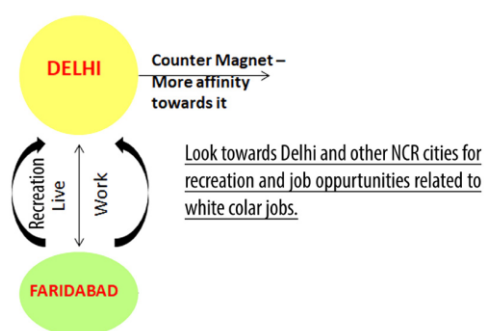 DELHI
Counter Magnet –
More affinity
towards it
Recreation
Live
Work
Look towards Delhi and other NCR cities for
recreation and job oppurtunities related to
white colar jobs.
FARIDABAD